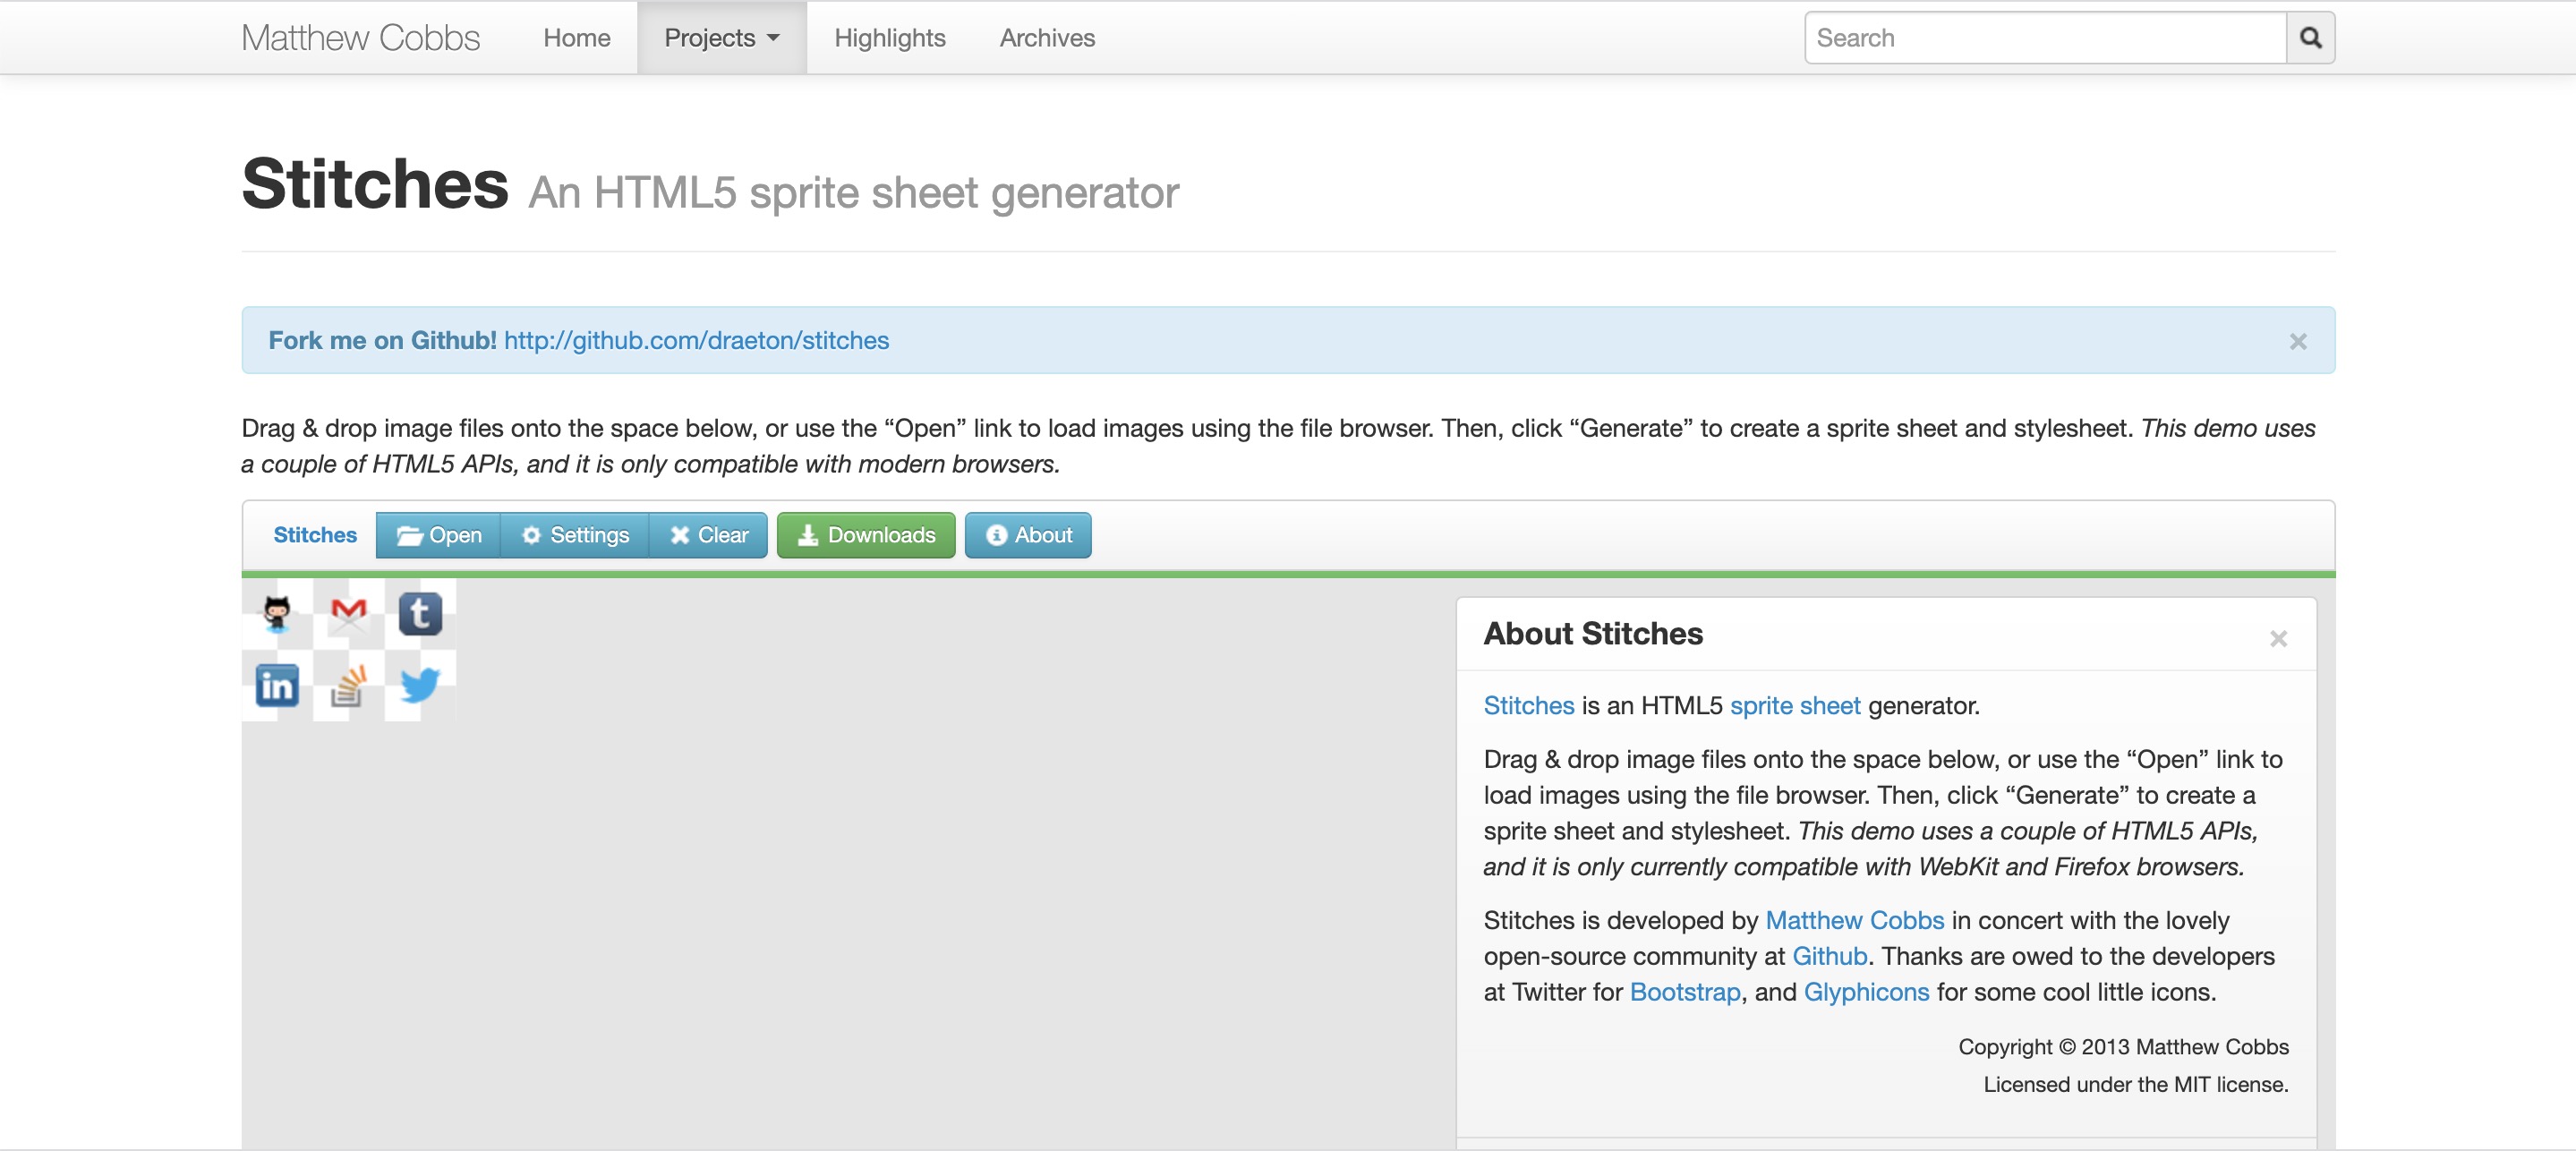 Matthew Cobbs Home Projects Highlights Archives Search
Stitches An HTML5 sprite sheet generator
Fork me on Github! http://github.com/draeton/stitches ×
Drag & drop image files onto the space below, or use the “Open” link to load images using the file browser. Then, click “Generate” to create a sprite sheet and stylesheet. This demo uses
a couple of HTML5 APIs, and it is only compatible with modern browsers.
Stitches Open Settings Clear Downloads About
t
in
About Stitches ×
Stitches is an HTML5 sprite sheet generator.
Drag & drop image files onto the space below, or use the “Open” link to
load images using the file browser. Then, click “Generate” to create a
sprite sheet and stylesheet. This demo uses a couple of HTML5 APIs,
and it is only currently compatible with WebKit and Firefox browsers.
Stitches is developed by Matthew Cobbs in concert with the lovely
open-source community at Github. Thanks are owed to the developers
at Twitter for Bootstrap, and Glyphicons for some cool little icons.
Copyright © 2013 Matthew Cobbs
Licensed under the MIT license.